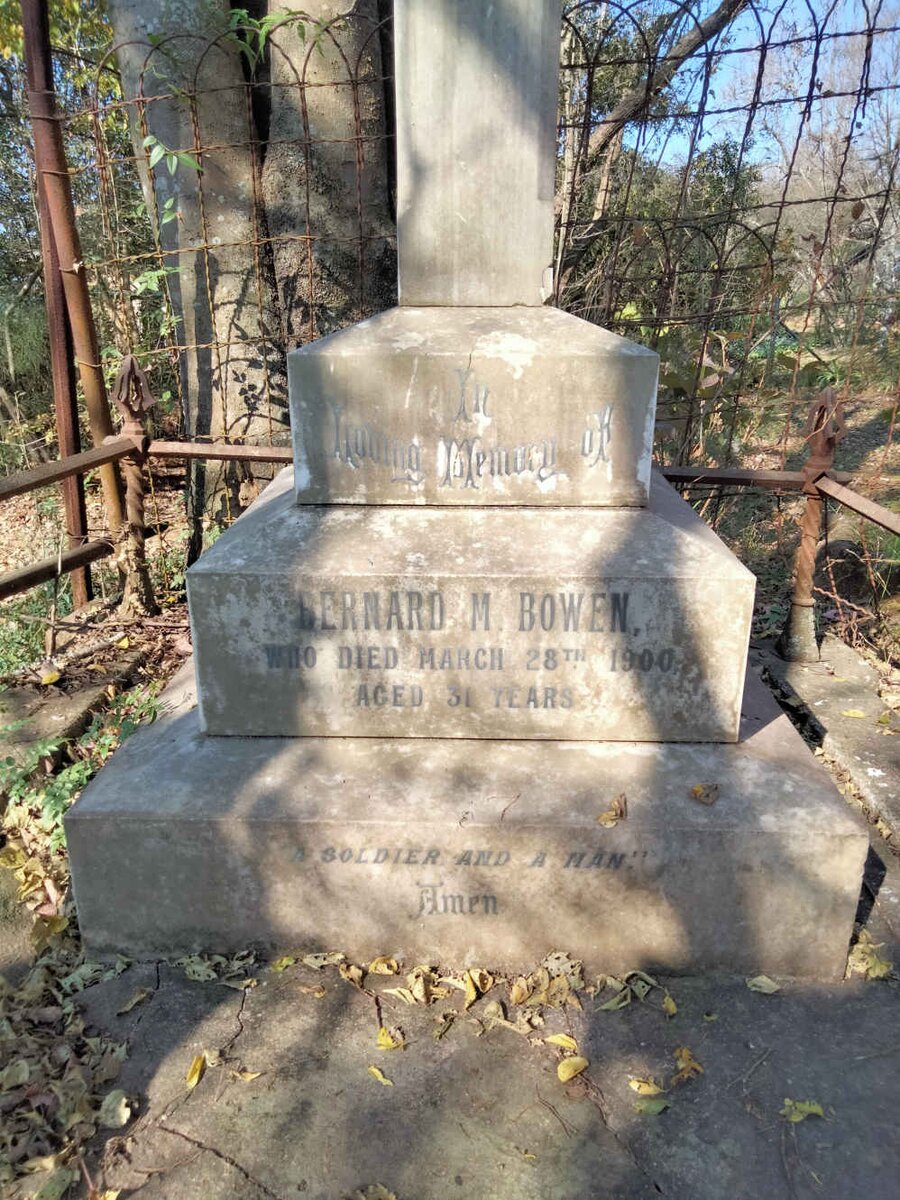 In
Loving Memory of
BERNARD M. BOWEN,
WHO DIED MARCH 28TH 1900,
AGED 31 YEARS
"A SOLDIER AND A MAN"
Amen